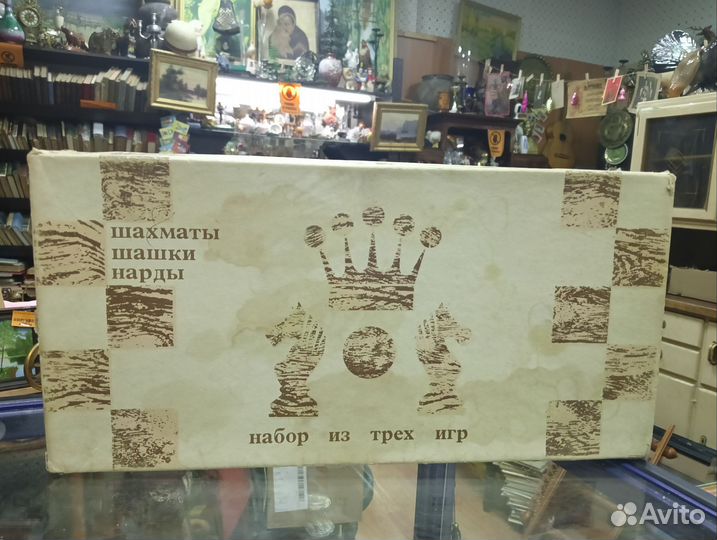 шахматы
шашки
нарды
набор из трех игр
Avito